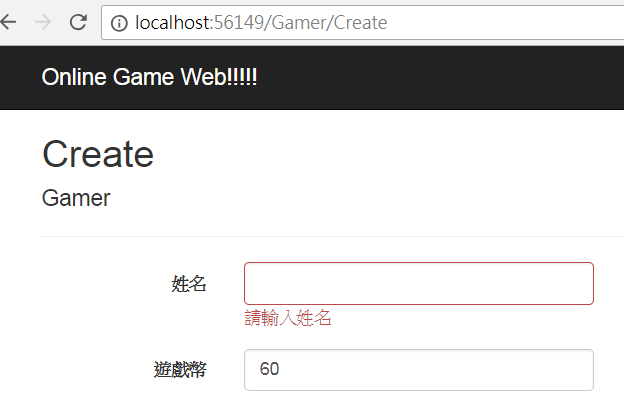 localhost:56149/Gamer/Create
Online Game Web!!!!!
Create
Gamer
姓名
請輸入姓名
遊戲幣 60